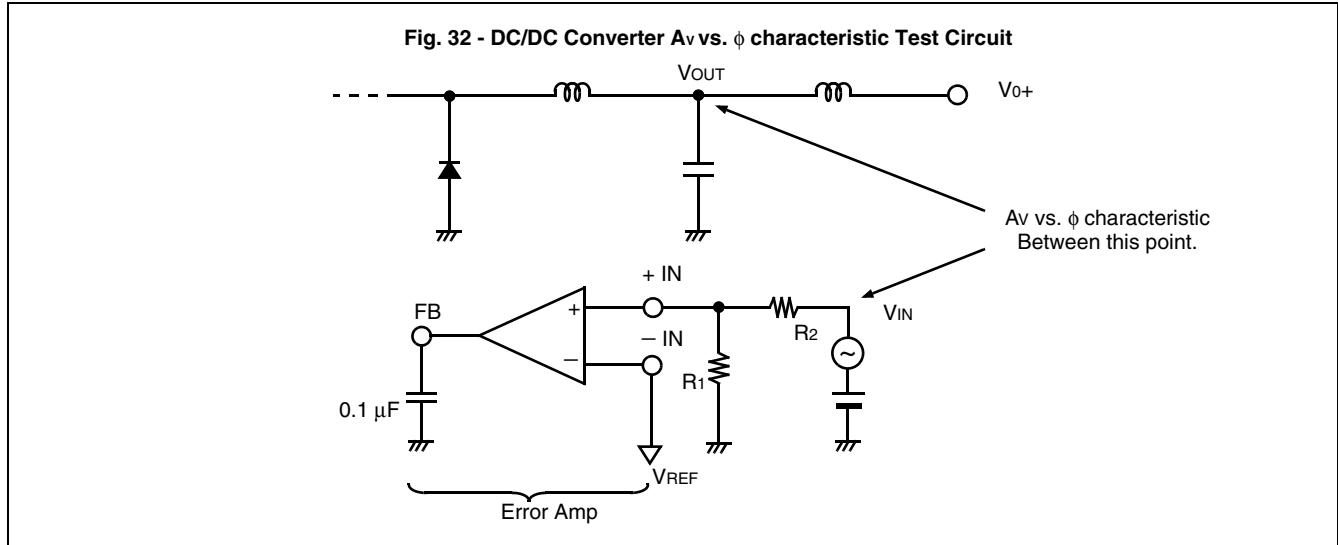 Fig. 32 - DC/DC Converter AV vs. ϕ characteristic Test Circuit
VOUT
V0+
AV vs. ϕ characteristic
Between this point.
+ IN
FB
+
VIN
− IN
R2
~
−
R1
0.1 μF
VREF
Error Amp